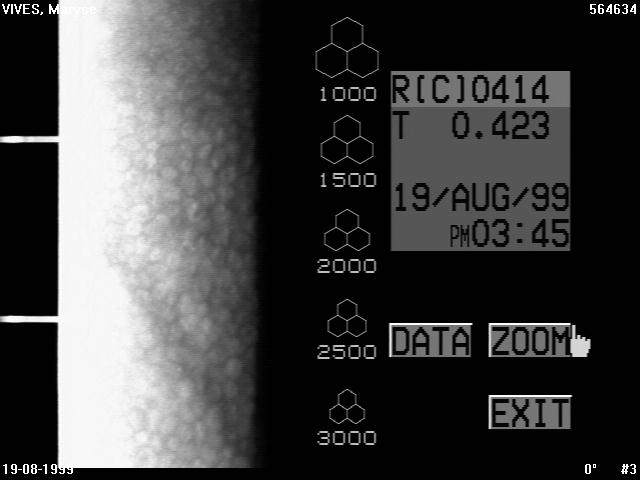 VIVES, Maryse
564634
1000
1500
2000
2500
3000
R[C]0414
T 0.423
19/AUG/99
PM03:45
DATA
ZOOM
EXIT
19-08-1999
0° #3